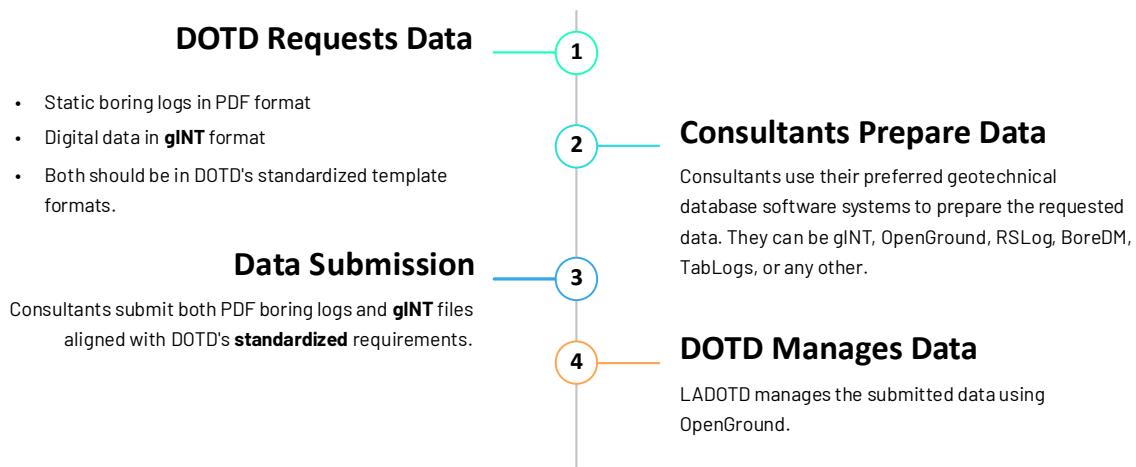 DOTD Requests Data
1
• Static boring logs in PDF format
• Digital data in gINT format
• Both should be in DOTD's standardized template
formats.
2
Consultants Prepare Data
Consultants use their preferred geotechnical
database software systems to prepare the requested
data. They can be gINT, OpenGround, RSLog, BoreDM,
TabLogs, or any other.
Data Submission
3
Consultants submit both PDF boring logs and gINT files
aligned with DOTD's standardized requirements.
4
DOTD Manages Data
LADOTD manages the submitted data using
OpenGround.